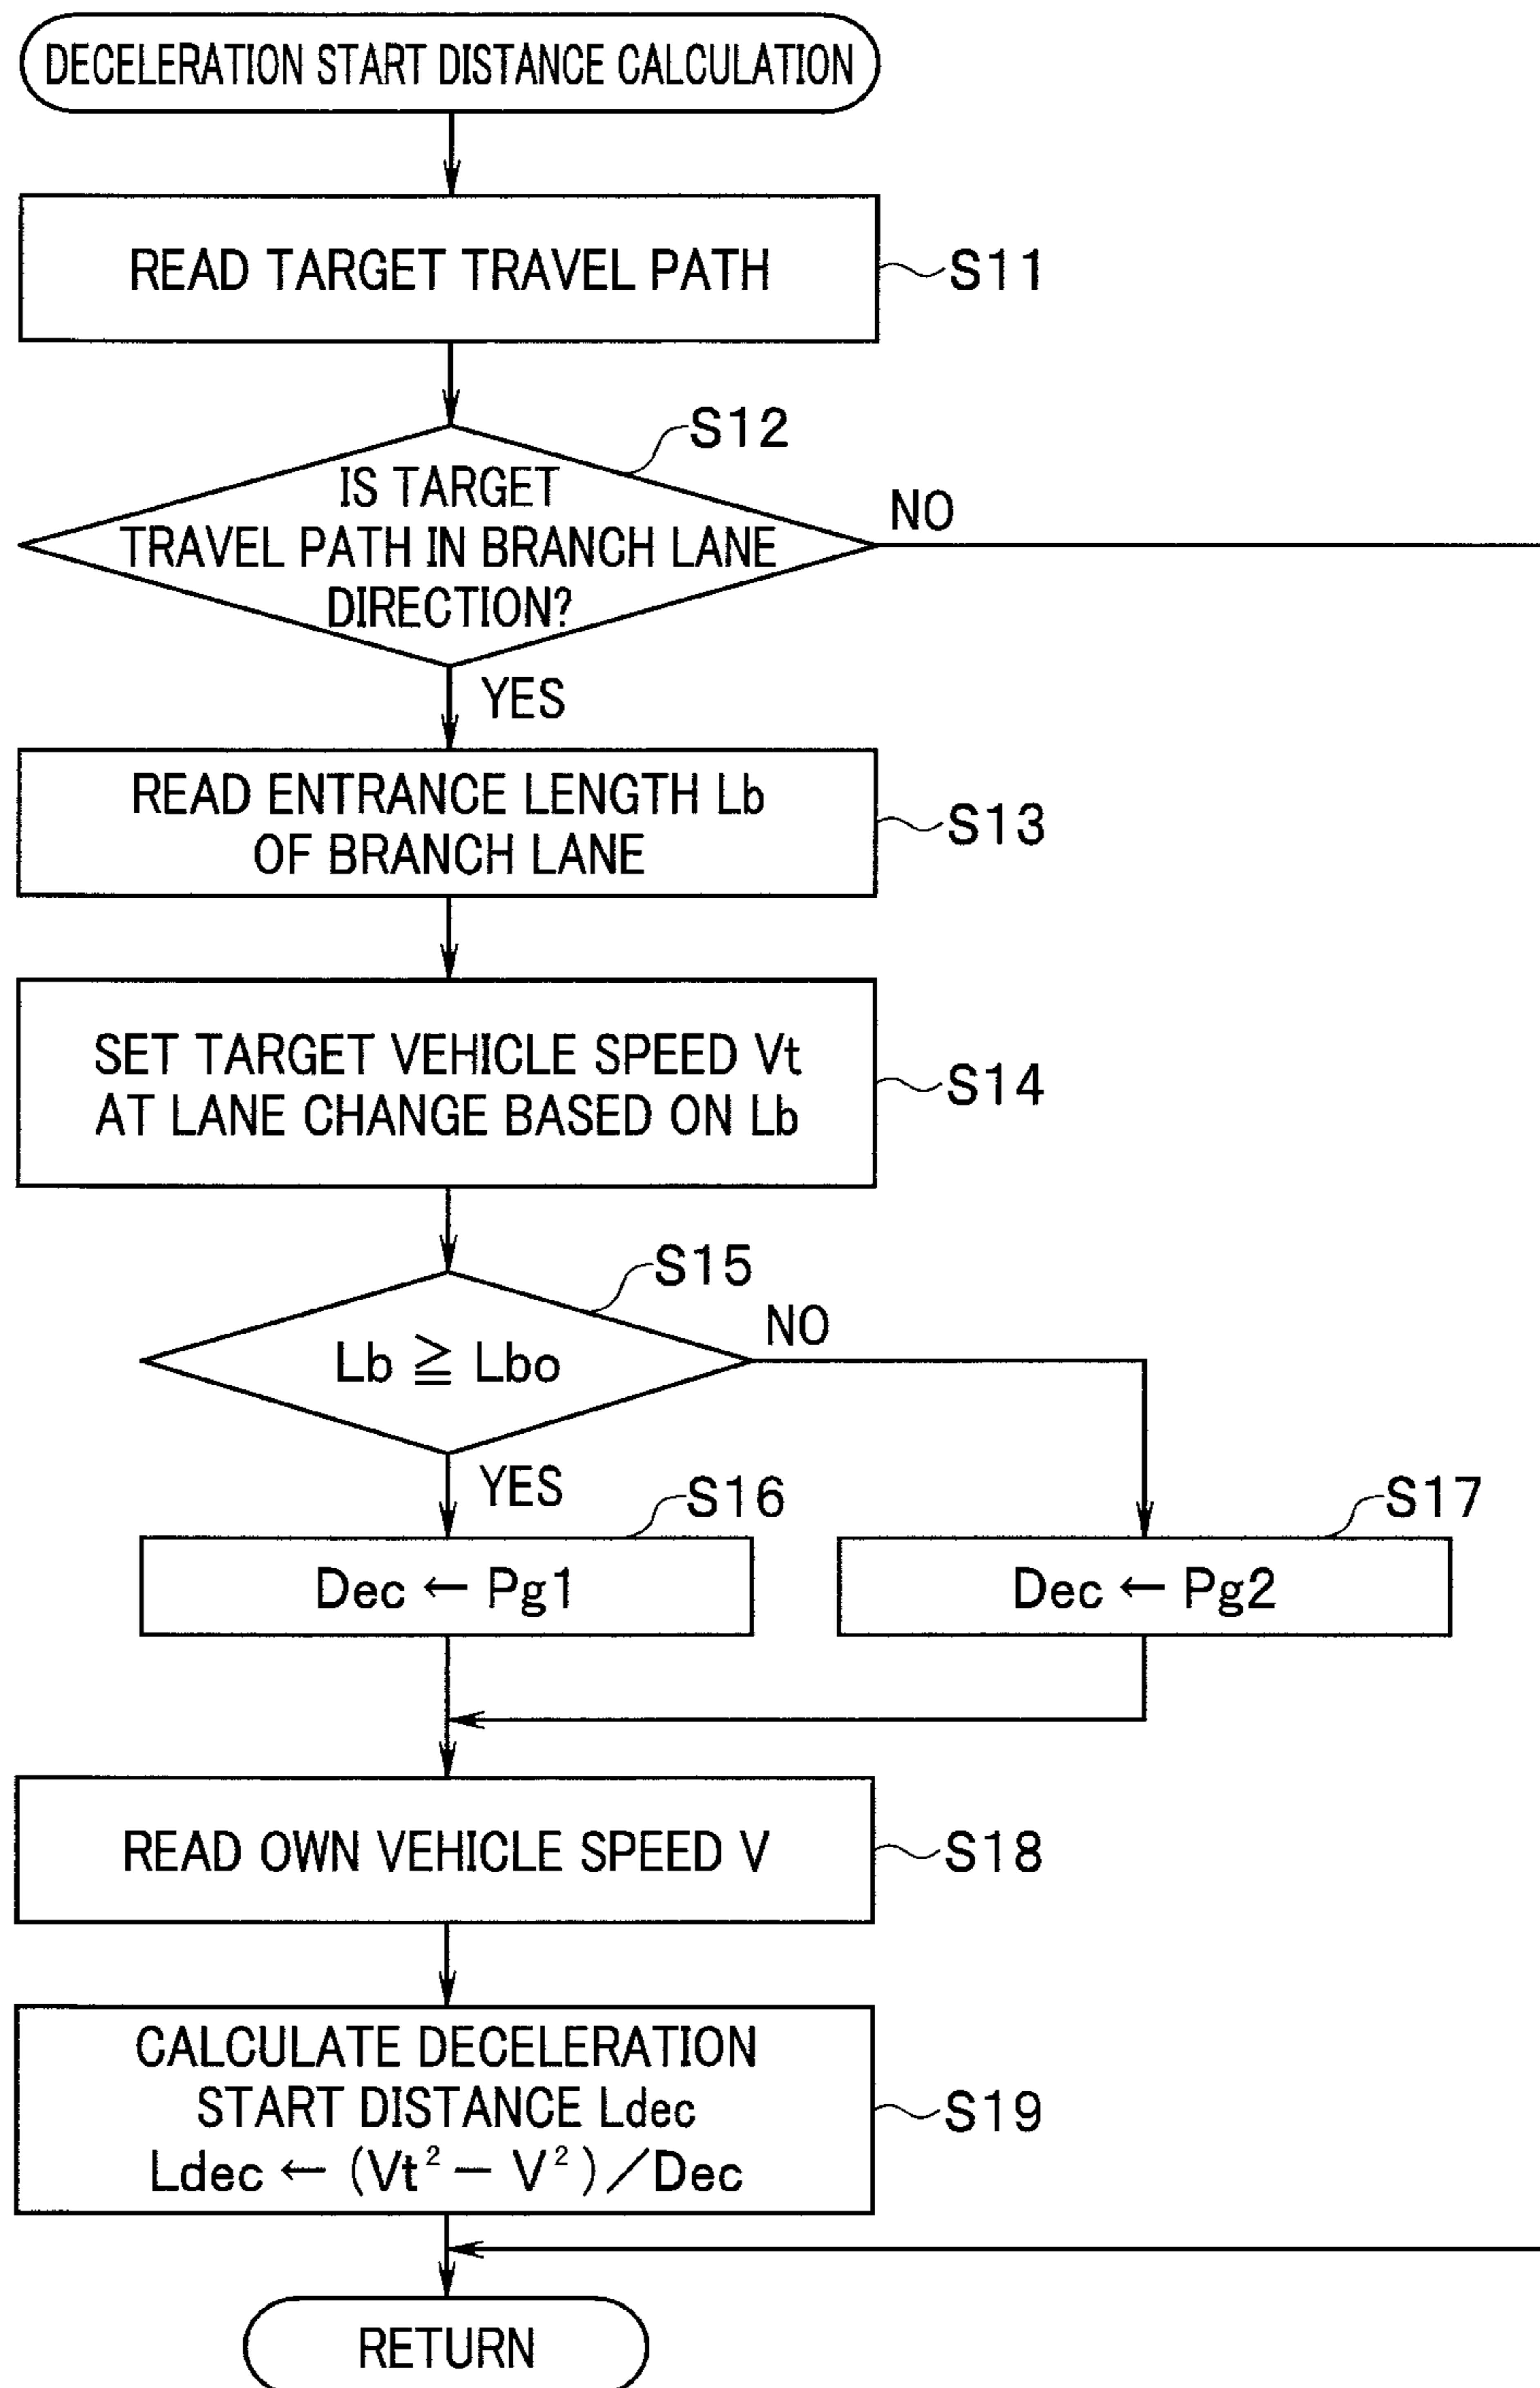 DECELERATION START DISTANCE CALCULATION
READ TARGET TRAVEL PATH
S11
S12
IS TARGET
TRAVEL PATH IN BRANCH LANE
DIRECTION?
NO
YES
READ ENTRANCE LENGTH Lb
OF BRANCH LANE
S13
SET TARGET VEHICLE SPEED Vt
AT LANE CHANGE BASED ON Lb
S14
S15
Lb ≧ Lbo
NO
YES
S16
Dec ← Pg1
S17
Dec ← Pg2
READ OWN VEHICLE SPEED V
S18
CALCULATE DECELERATION
START DISTANCE Ldec
Ldec ← (Vt² − V²)／Dec
S19
RETURN